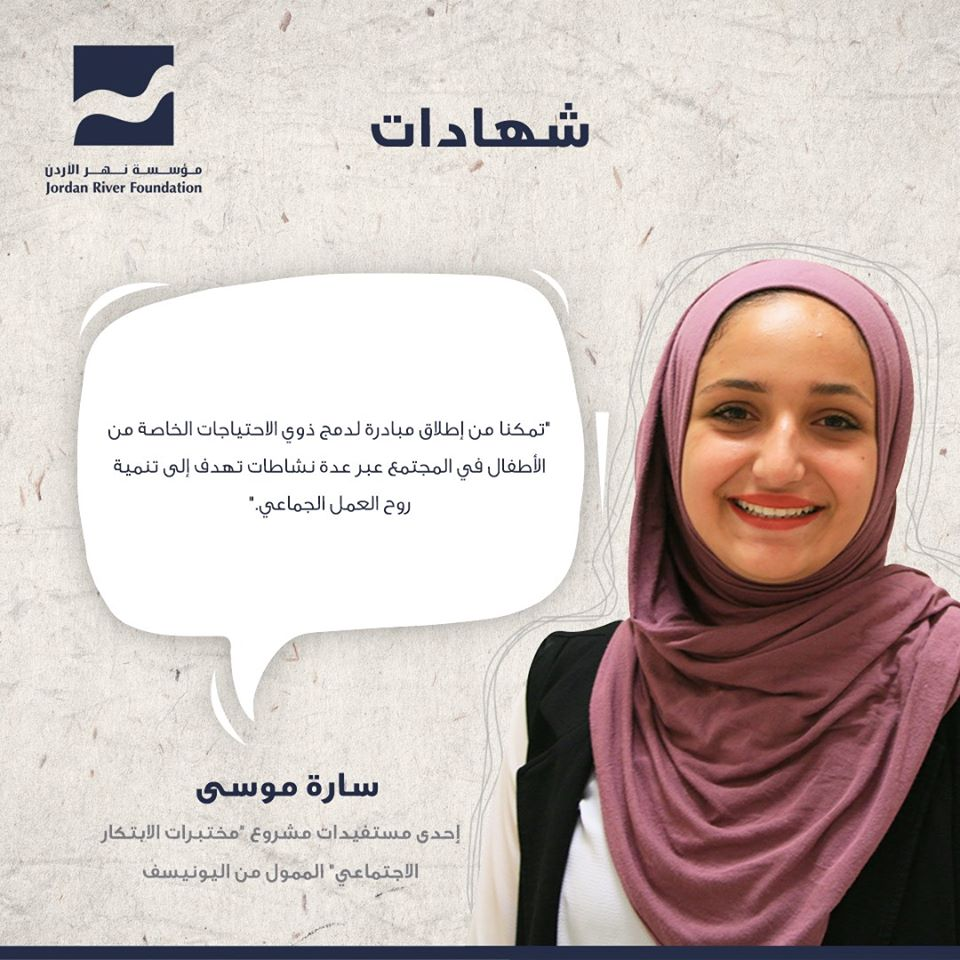 مؤسسة نهر الأردن
Jordan River Foundation
شهادات
"تمكنا من إطلاق مبادرة لدمج ذوي الاحتياجات الخاصة من
الأطفال في المجتمع عبر عدة نشاطات تهدف إلى تنمية
روح العمل الجماعي."
سارة موسى
إحدى مستفيدات مشروع "مختبرات الابتكار
الاجتماعي" الممول من اليونيسف